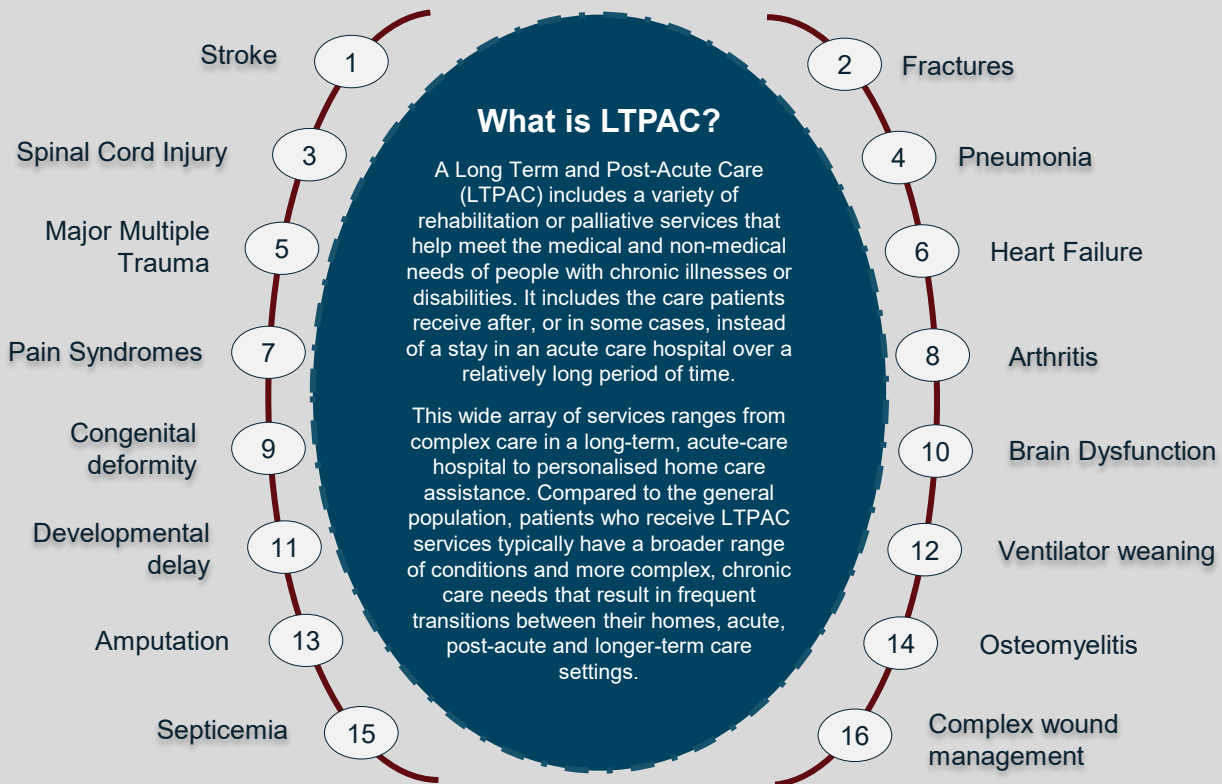 Stroke
1
2
Fractures
Spinal Cord Injury
3
4
Pneumonia
Major Multiple
Trauma
5
6
Heart Failure
Pain Syndromes
7
8
Arthritis
Congenital
deformity
9
10
Brain Dysfunction
Developmental
delay
11
12
Ventilator weaning
Amputation
13
14
Osteomyelitis
Septicemia
15
16
Complex wound
management
What is LTPAC?
A Long Term and Post-Acute Care
(LTPAC) includes a variety of
rehabilitation or palliative services that
help meet the medical and non-medical
needs of people with chronic illnesses or
disabilities. It includes the care patients
receive after, or in some cases, instead
of a stay in an acute care hospital over a
relatively long period of time.
This wide array of services ranges from
complex care in a long-term, acute-care
hospital to personalised home care
assistance. Compared to the general
population, patients who receive LTPAC
services typically have a broader range
of conditions and more complex, chronic
care needs that result in frequent
transitions between their homes, acute,
post-acute and longer-term care
settings.